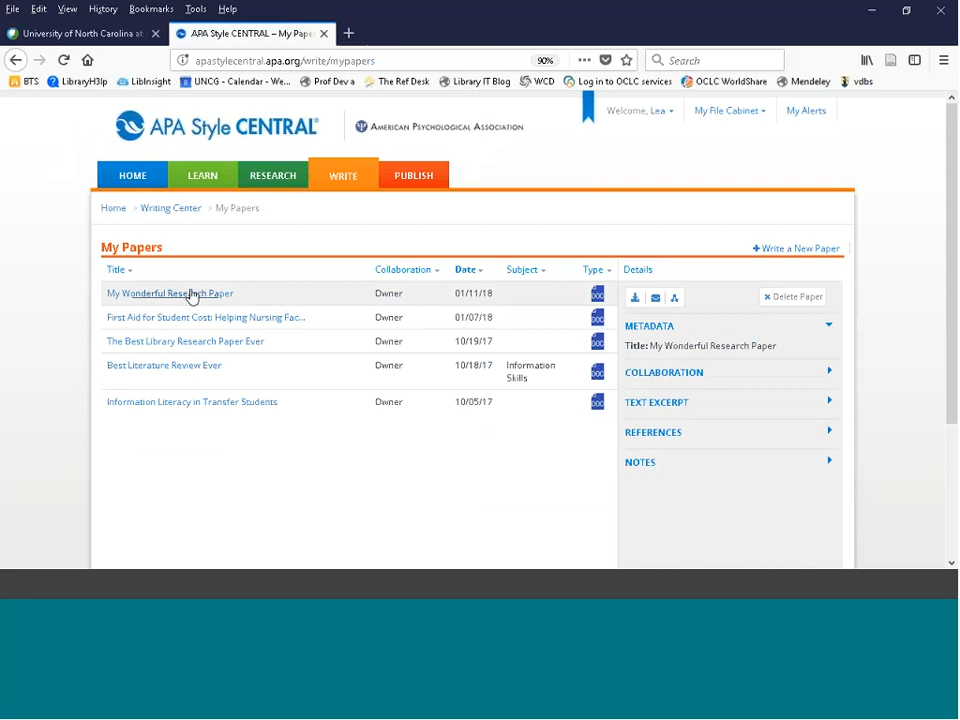 File Edit View History Bookmarks Tools Help
University of North Carolina at
APA Style CENTRAL – My Pape
apastylecentral.apa.org/write/mypapers
90%
Search
BTS LibraryH3lp LibInsight UNCG - Calendar - We... Prof Dev a The Ref Desk Library IT Blog WCD Log in to OCLC services OCLC WorldShare Mendeley vdbs
Welcome, Lea My File Cabinet My Alerts
APA Style CENTRAL® AMERICAN PSYCHOLOGICAL ASSOCIATION
HOME LEARN RESEARCH WRITE PUBLISH
Home > Writing Center > My Papers
My Papers
+ Write a New Paper
Title Collaboration Date Subject Type Details
My Wonderful Research Paper Owner 01/11/18 DOC
First Aid for Student Cost: Helping Nursing Fac... Owner 01/07/18 DOC
The Best Library Research Paper Ever Owner 10/19/17 DOC
Best Literature Review Ever Owner 10/18/17 Information Skills DOC
Information Literacy in Transfer Students Owner 10/05/17 DOC
× Delete Paper
METADATA
Title: My Wonderful Research Paper
COLLABORATION
TEXT EXCERPT
REFERENCES
NOTES